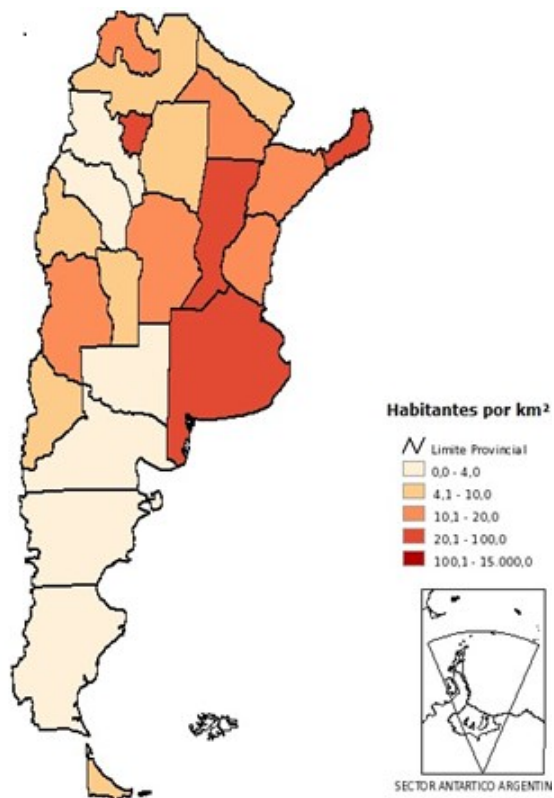 Habitantes por km²
Limite Provincial
0,0 - 4,0
4,1 - 10,0
10,1 - 20,0
20,1 - 100,0
100,1 - 15.000,0
SECTOR ANTARTICO ARGENTIN